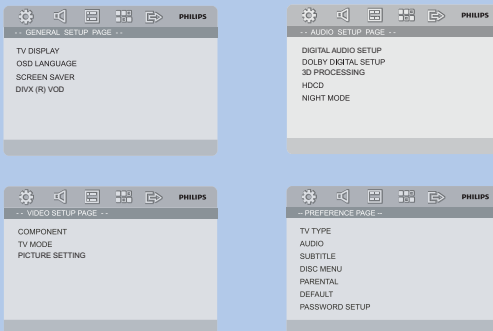 PHILIPS
- - GENERAL SETUP PAGE - -
TV DISPLAY
OSD LANGUAGE
SCREEN SAVER
DIVX (R) VOD
PHILIPS
- - AUDIO SETUP PAGE - -
DIGITAL AUDIO SETUP
DOLBY DIGITAL SETUP
3D PROCESSING
HDCD
NIGHT MODE
PHILIPS
- - VIDEO SETUP PAGE - -
COMPONENT
TV MODE
PICTURE SETTING
PHILIPS
-- PREFERENCE PAGE --
TV TYPE
AUDIO
SUBTITLE
DISC MENU
PARENTAL
DEFAULT
PASSWORD SETUP